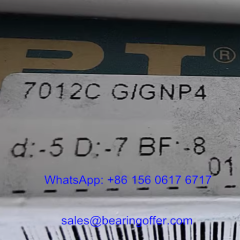 PT®
7012C G/GNP4
d:-5 D:-7 BF:-8
01
WhatsApp: +86 156 0617 6717
sales@bearingoffer.com